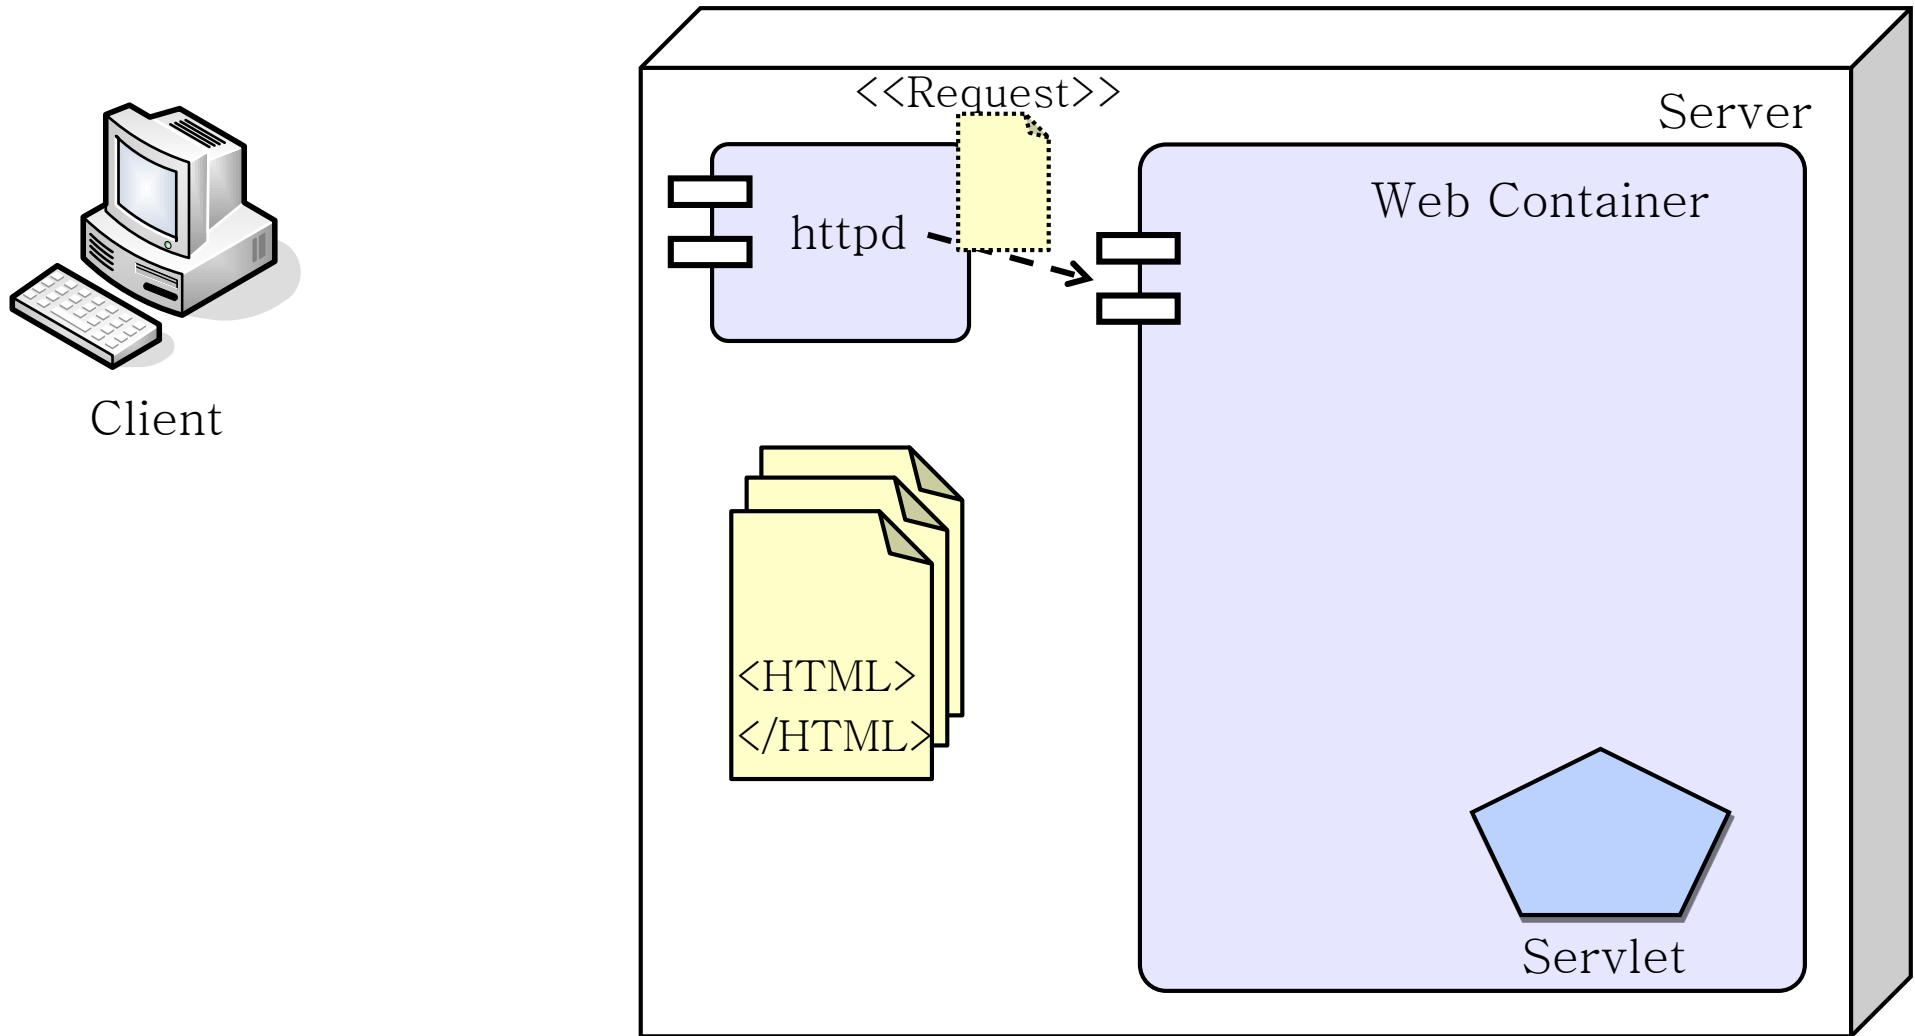 <<Request>>
Server
Web Container
httpd
Client
<HTML>
</HTML>
Servlet